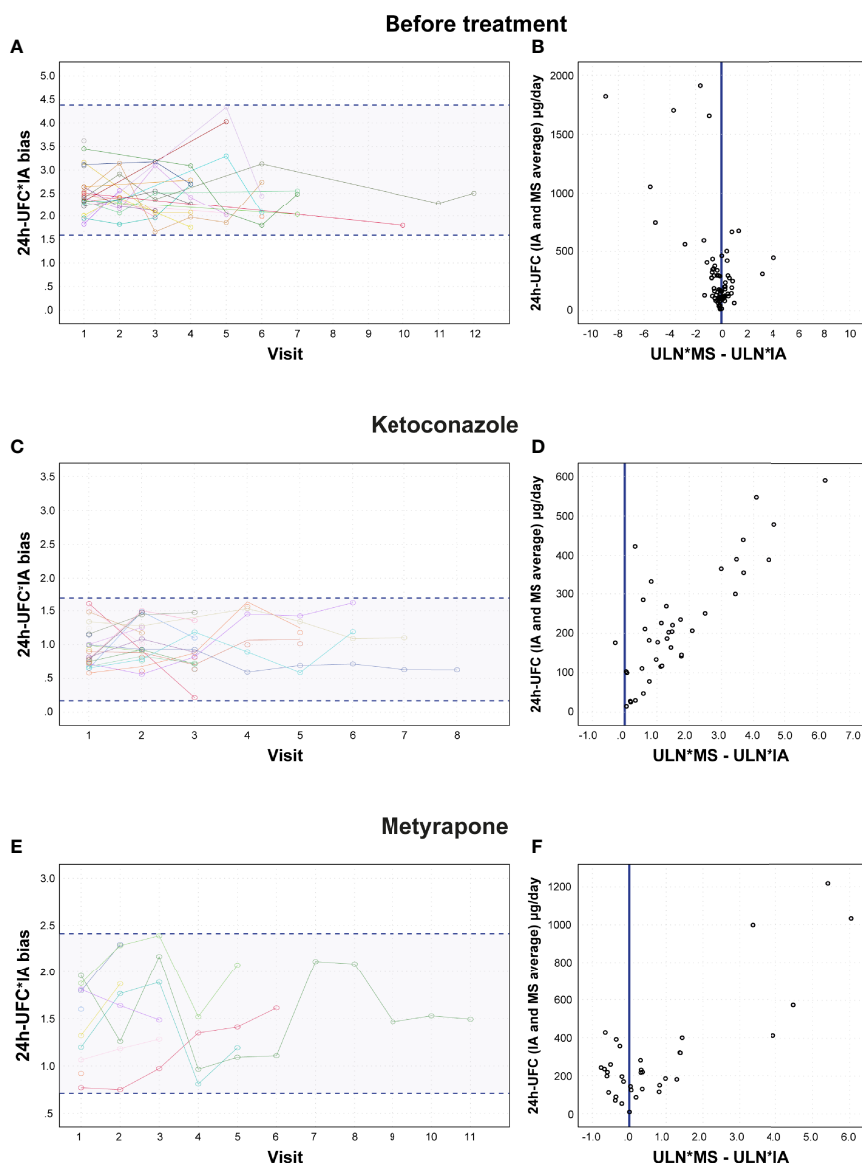 Before treatment
A
B
24h-UFC*IA bias
5.0
4.5
4.0
3.5
3.0
2.5
2.0
1.5
1.0
.5
.0
1 2 3 4 5 6 7 8 9 10 11 12
Visit
24h-UFC (IA and MS average) µg/day
2000
1500
1000
500
0
-10 -8 -6 -4 -2 0 2 4 6 8 10
ULN*MS - ULN*IA
Ketoconazole
C
D
24h-UFC*IA bias
3.5
3.0
2.5
2.0
1.5
1.0
.5
.0
1 2 3 4 5 6 7 8
Visit
24h-UFC (IA and MS average) µg/day
600
500
400
300
200
100
0
-1.0 .0 1.0 2.0 3.0 4.0 5.0 6.0 7.0
ULN*MS - ULN*IA
Metyrapone
E
F
24h-UFC*IA bias
3.0
2.5
2.0
1.5
1.0
.5
1 2 3 4 5 6 7 8 9 10 11
Visit
24h-UFC (IA and MS average) µg/day
1200
1000
800
600
400
200
0
-1.0 .0 1.0 2.0 3.0 4.0 5.0 6.0
ULN*MS - ULN*IA